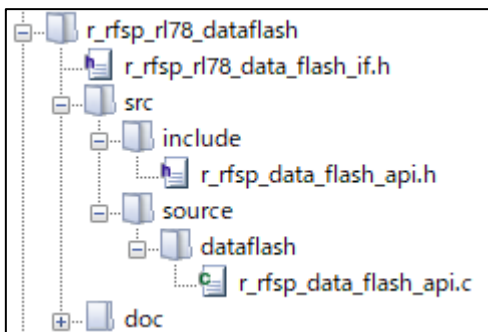 r_rfsp_rl78_dataflash
r_rfsp_rl78_data_flash_if.h
src
include
r_rfsp_data_flash_api.h
source
dataflash
r_rfsp_data_flash_api.c
doc